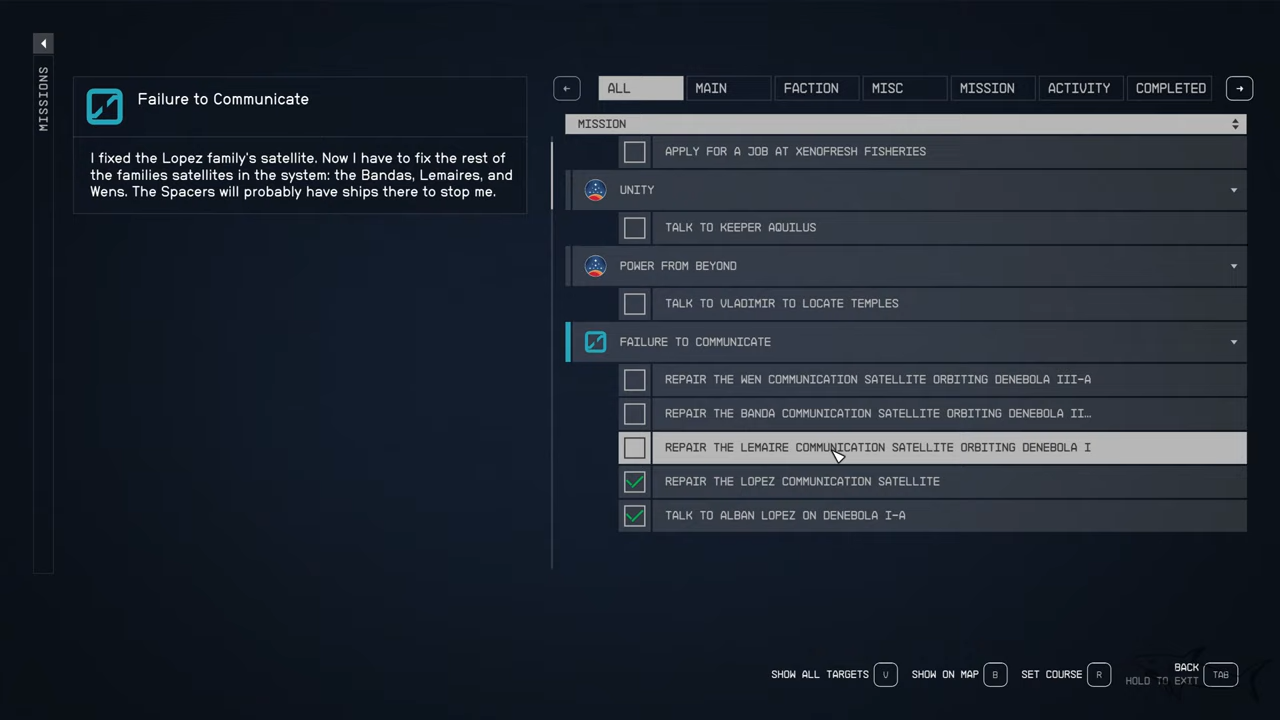 MISSIONS
Failure to Communicate
I fixed the Lopez family's satellite. Now I have to fix the rest of
the families satellites in the system: the Bandas, Lemaires, and
Wens. The Spacers will probably have ships there to stop me.
ALL MAIN FACTION MISC MISSION ACTIVITY COMPLETED
MISSION
APPLY FOR A JOB AT XENOFRESH FISHERIES
UNITY
TALK TO KEEPER AQUILUS
POWER FROM BEYOND
TALK TO VLADIMIR TO LOCATE TEMPLES
FAILURE TO COMMUNICATE
REPAIR THE WEN COMMUNICATION SATELLITE ORBITING DENEBOLA III-A
REPAIR THE BANDA COMMUNICATION SATELLITE ORBITING DENEBOLA II…
REPAIR THE LEMAIRE COMMUNICATION SATELLITE ORBITING DENEBOLA I
REPAIR THE LOPEZ COMMUNICATION SATELLITE
TALK TO ALBAN LOPEZ ON DENEBOLA I-A
SHOW ALL TARGETS V SHOW ON MAP B SET COURSE R BACK TAB
HOLD TO EXIT